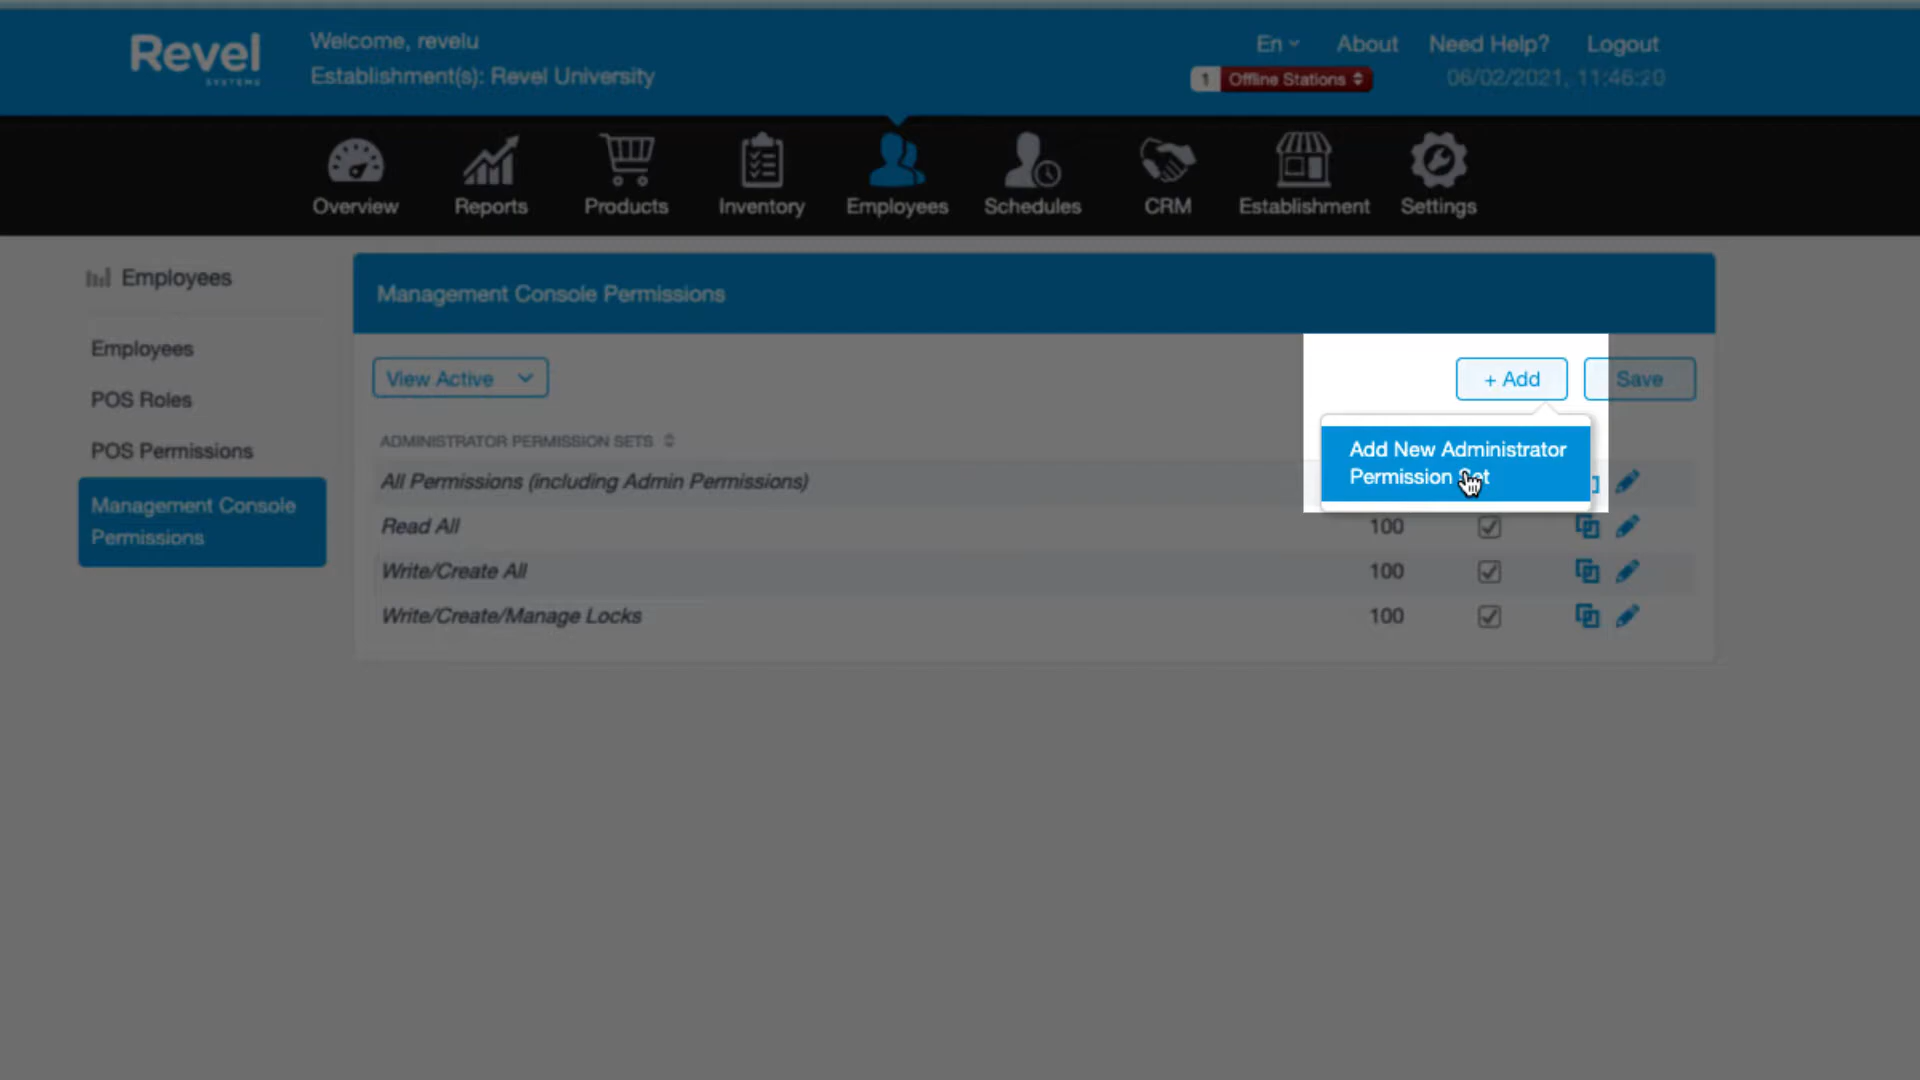 Revel
SYSTEMS
Welcome, revelu
Establishment(s): Revel University
En
About
Need Help?
Logout
1 Offline Stations
06/02/2021, 11:46:20
Overview
Reports
Products
Inventory
Employees
Schedules
CRM
Establishment
Settings
Employees
Employees
POS Roles
POS Permissions
Management Console
Permissions
Management Console Permissions
View Active
+ Add
Save
Add New Administrator
Permission Set
ADMINISTRATOR PERMISSION SETS
All Permissions (including Admin Permissions)
Read All 100
Write/Create All 100
Write/Create/Manage Locks 100